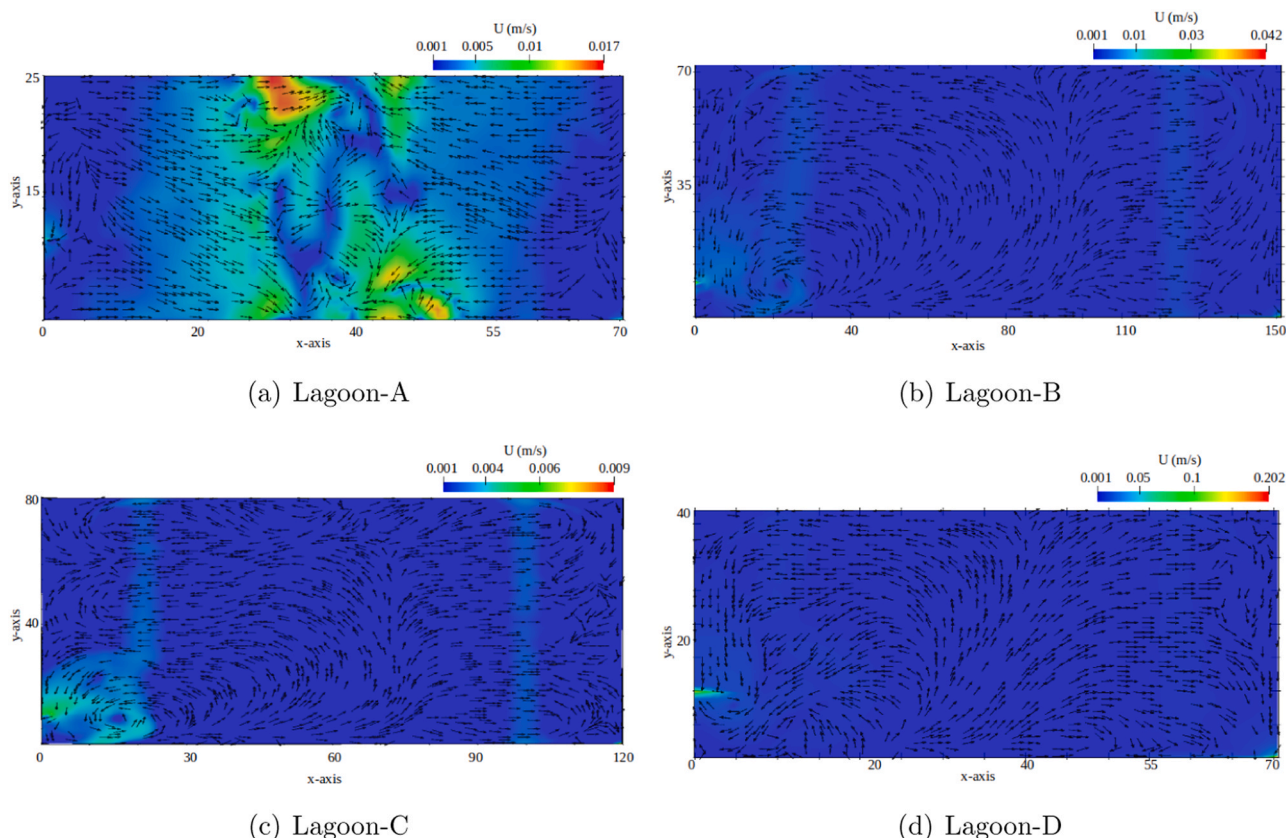 U (m/s)
0.001 0.005 0.01 0.017
25
15
y-axis
0 20 40 55 70
x-axis
(a) Lagoon-A
U (m/s)
0.001 0.01 0.03 0.042
70
35
y-axis
0 40 80 110 150
x-axis
(b) Lagoon-B
U (m/s)
0.001 0.004 0.006 0.009
80
40
y-axis
0 30 60 90 120
x-axis
(c) Lagoon-C
U (m/s)
0.001 0.05 0.1 0.202
40
20
y-axis
0 20 40 55 70
x-axis
(d) Lagoon-D